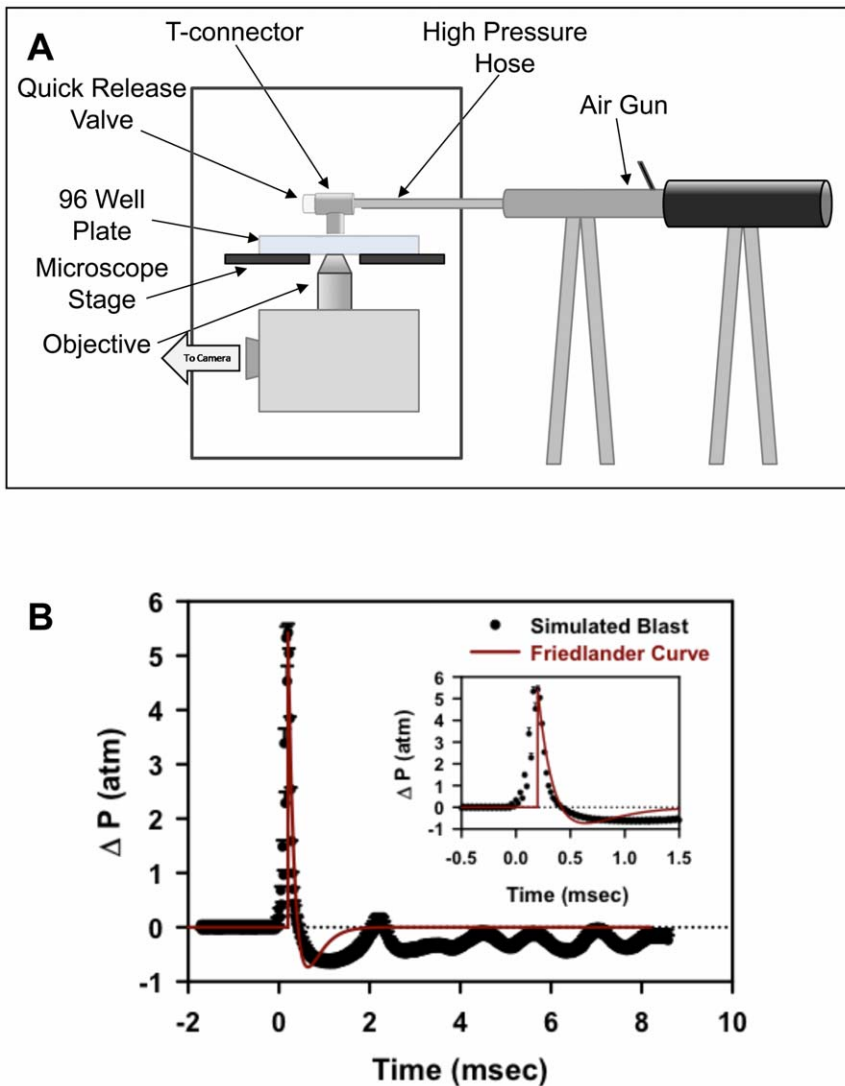 A
T-connector
High Pressure
Hose
Quick Release
Valve
Air Gun
96 Well
Plate
Microscope
Stage
Objective
To Camera
B
Simulated Blast
Friedlander Curve
Δ P (atm)
6
5
4
3
2
1
0
-1
-2
0
2
4
6
8
10
Time (msec)
Δ P (atm)
6
5
4
3
2
1
0
-1
-0.5
0.0
0.5
1.0
1.5
Time (msec)